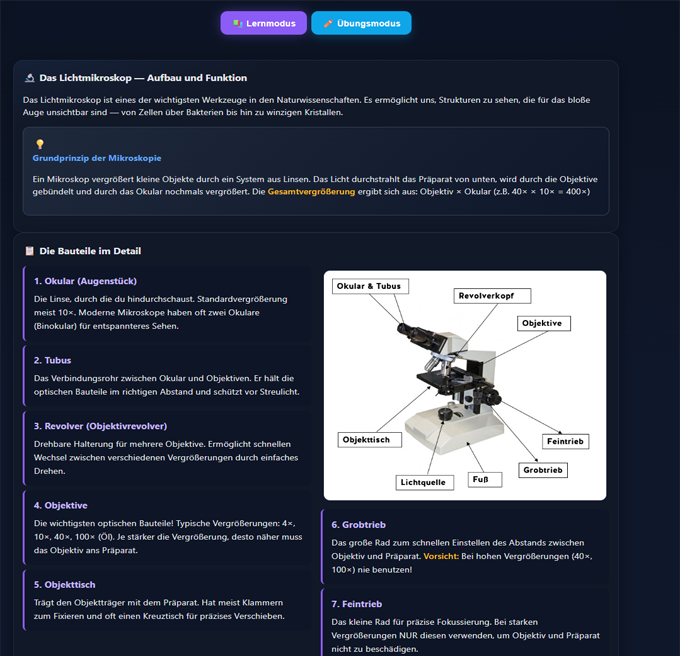 Lernmodus
Übungsmodus
Das Lichtmikroskop — Aufbau und Funktion
Das Lichtmikroskop ist eines der wichtigsten Werkzeuge in den Naturwissenschaften. Es ermöglicht uns, Strukturen zu sehen, die für das bloße
Auge unsichtbar sind — von Zellen über Bakterien bis hin zu winzigen Kristallen.
Grundprinzip der Mikroskopie
Ein Mikroskop vergrößert kleine Objekte durch ein System aus Linsen. Das Licht durchstrahlt das Präparat von unten, wird durch die Objektive
gebündelt und durch das Okular nochmals vergrößert. Die Gesamtvergrößerung ergibt sich aus: Objektiv × Okular (z.B. 40× × 10× = 400×)
Die Bauteile im Detail
1. Okular (Augenstück)
Die Linse, durch die du hindurchschaust. Standardvergrößerung
meist 10×. Moderne Mikroskope haben oft zwei Okulare
(Binokular) für entspannteres Sehen.
2. Tubus
Das Verbindungsrohr zwischen Okular und Objektiven. Er hält die
optischen Bauteile im richtigen Abstand und schützt vor Streulicht.
3. Revolver (Objektivrevolver)
Drehbare Halterung für mehrere Objektive. Ermöglicht schnellen
Wechsel zwischen verschiedenen Vergrößerungen durch einfaches
Drehen.
4. Objektive
Die wichtigsten optischen Bauteile! Typische Vergrößerungen: 4×,
10×, 40×, 100× (Öl). Je stärker die Vergrößerung, desto näher muss
das Objektiv ans Präparat.
5. Objekttisch
Trägt den Objektträger mit dem Präparat. Hat meist Klammern
zum Fixieren und oft einen Kreuztisch für präzises Verschieben.
Okular & Tubus
Revolverkopf
Objektive
Objekttisch
Feintrieb
Grobtrieb
Lichtquelle
Fuß
6. Grobtrieb
Das große Rad zum schnellen Einstellen des Abstands zwischen
Objektiv und Präparat. Vorsicht: Bei hohen Vergrößerungen (40×,
100×) nie benutzen!
7. Feintrieb
Das kleine Rad für präzise Fokussierung. Bei starken
Vergrößerungen NUR diesen verwenden, um Objektiv und Präparat
nicht zu beschädigen.